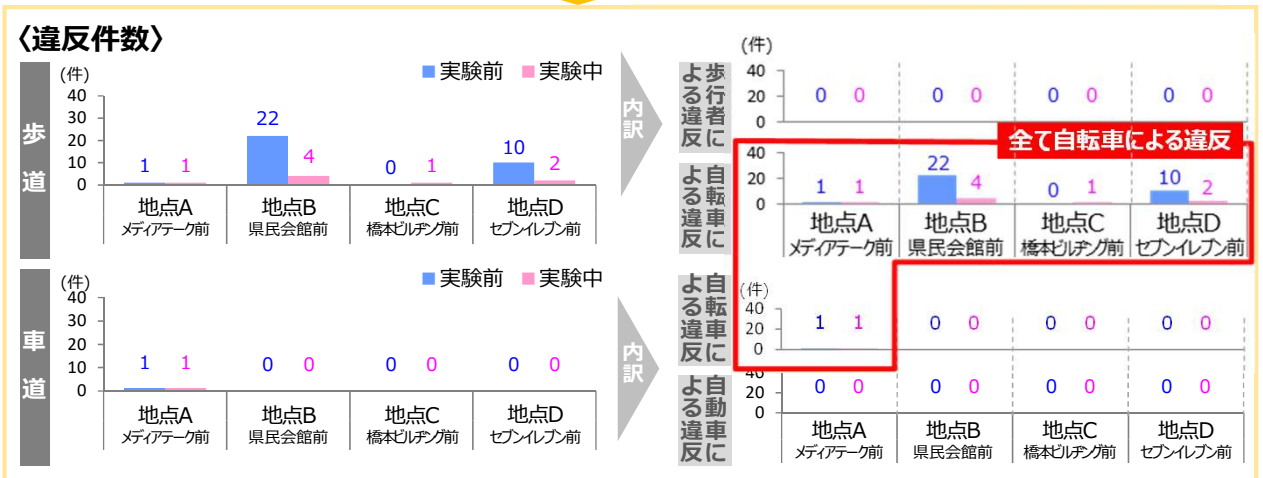 〈違反件数〉
歩道
(件)
■実験前 ■実験中
40
30
20
10
0
1 1
22 4
0 1
10 2
地点A 地点B 地点C 地点D
メディアテーク前 県民会館前 橋本ビルヂング前 セブンイレブン前
内訳
歩行者による違反
(件)
40
20
0
0 0 0 0 0 0 0 0
全て自転車による違反
自転車による違反
40
20
0
1 1 22 4 0 1 10 2
地点A 地点B 地点C 地点D
メディアテーク前 県民会館前 橋本ビルヂング前 セブンイレブン前
車道
(件)
■実験前 ■実験中
40
30
20
10
0
1 1 0 0 0 0 0 0
地点A 地点B 地点C 地点D
メディアテーク前 県民会館前 橋本ビルヂング前 セブンイレブン前
内訳
自転車による違反
(件)
40
20
0
1 1 0 0 0 0 0 0
自動車による違反
40
20
0
0 0 0 0 0 0 0 0
地点A 地点B 地点C 地点D
メディアテーク前 県民会館前 橋本ビルヂング前 セブンイレブン前